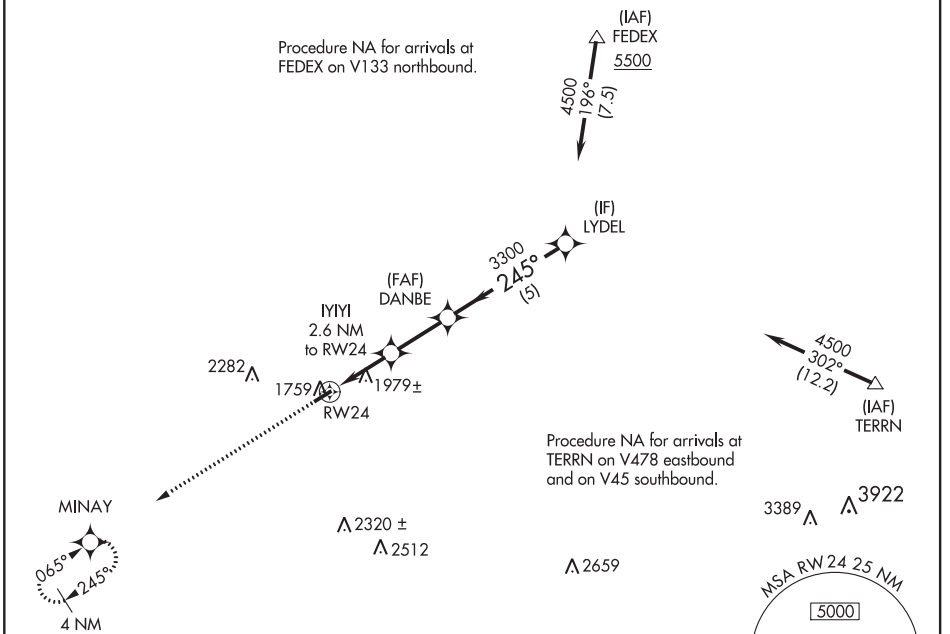 (IAF)
FEDEX
5500
Procedure NA for arrivals at
FEDEX on V133 northbound.
4500
196°
(7.5)
(IF)
LYDEL
3300
245°
(5)
(FAF)
DANBE
IYIYI
2.6 NM
to RW24
2282
1759
1979±
RW24
4500
302°
(12.2)
(IAF)
TERRN
Procedure NA for arrivals at
TERRN on V478 eastbound
and on V45 southbound.
MINAY
065°
245°
4 NM
2320 ±
2512
2659
3389
3922
MSA RW24 25 NM
5000